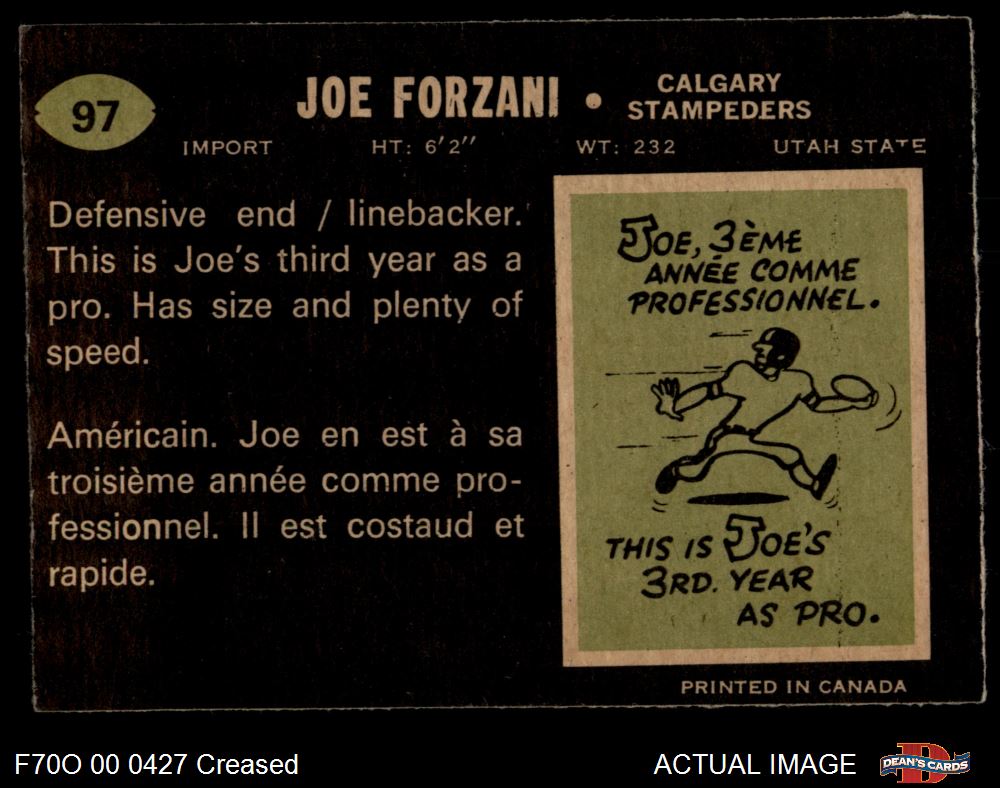 97
JOE FORZANI • CALGARY STAMPEDERS
IMPORT HT: 6'2" WT: 232 UTAH STATE
Defensive end / linebacker.
This is Joe's third year as a
pro. Has size and plenty of
speed.
Américain. Joe en est à sa
troisième année comme pro-
fessionnel. Il est costaud et
rapide.
JOE, 3ÈME
ANNÉE COMME
PROFESSIONNEL.
THIS IS JOE'S
3RD. YEAR
AS PRO.
PRINTED IN CANADA
F70O 00 0427 Creased
ACTUAL IMAGE
D
DEAN'S CARDS